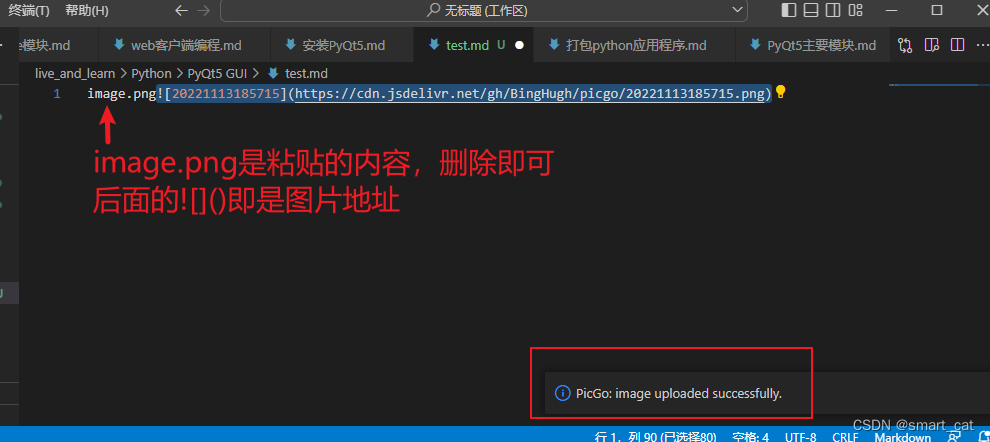 终端(T) 帮助(H) 无标题 (工作区)
模块.md web客户端编程.md 安装PyQt5.md test.md U 打包python应用程序.md PyQt5主要模块.md
live_and_learn > Python > PyQt5 GUI > test.md
1 image.png![20221113185715](https://cdn.jsdelivr.net/gh/BingHugh/picgo/20221113185715.png)
image.png是粘贴的内容，删除即可
后面的![]()即是图片地址
PicGo: image uploaded successfully.
CSDN @smart_cat
行 1，列 90 (已选择80) 空格: 4 UTF-8 CRLF Markdown